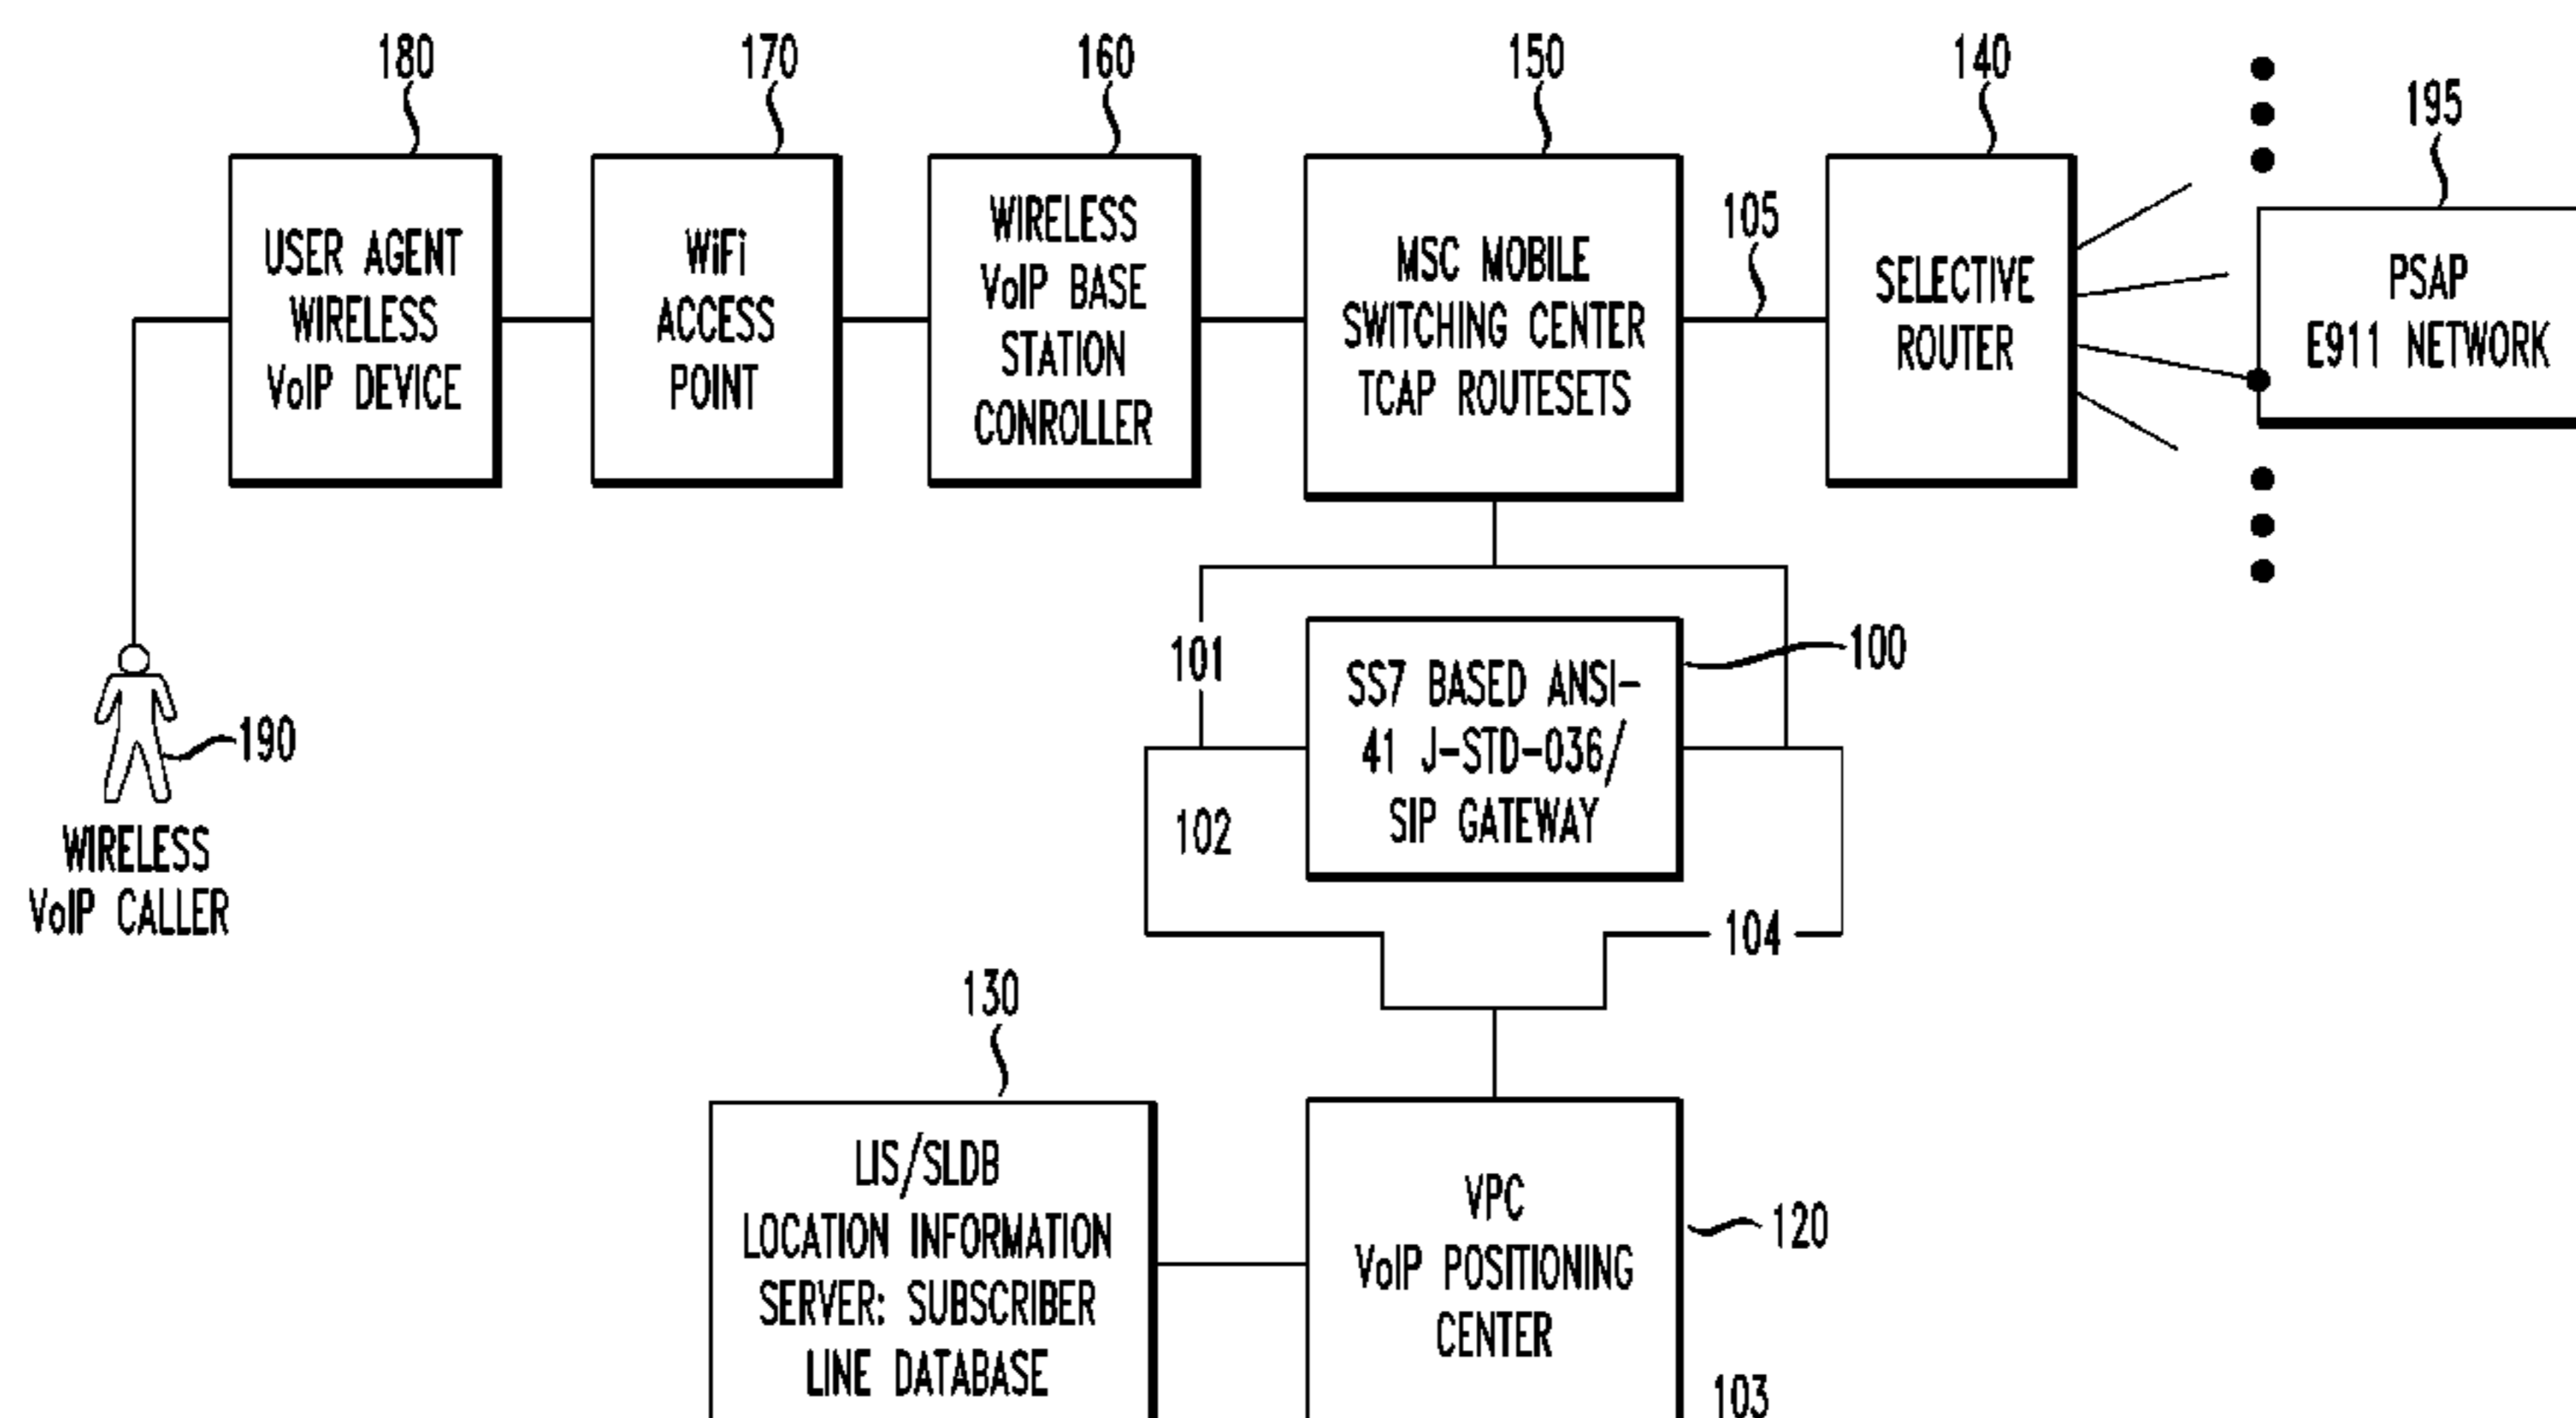 180
170
160
150
140
195
USER AGENT
WIRELESS
VoIP DEVICE
WiFi
ACCESS
POINT
WIRELESS
VoIP BASE
STATION
CONROLLER
MSC MOBILE
SWITCHING CENTER
TCAP ROUTESETS
105
SELECTIVE
ROUTER
PSAP
E911 NETWORK
101
SS7 BASED ANSI-
41 J-STD-036/
SIP GATEWAY
100
102
104
190
WIRELESS
VoIP CALLER
130
LIS/SLDB
LOCATION INFORMATION
SERVER: SUBSCRIBER
LINE DATABASE
VPC
VoIP POSITIONING
CENTER
120
103